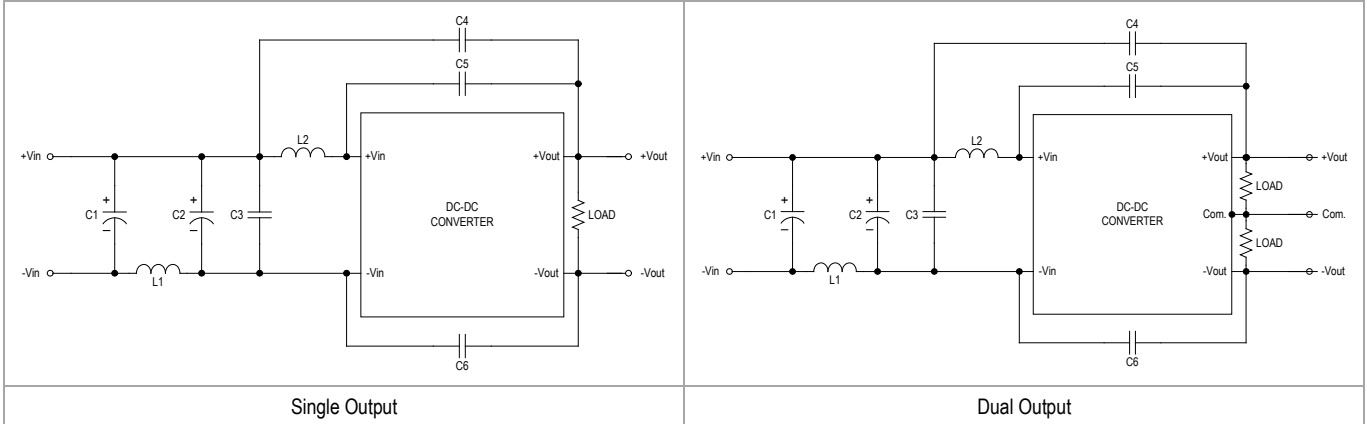 C4
C5
L2
+Vin
+Vin
+Vout
+Vout
C1
+
–
C2
+
–
C3
DC-DC
CONVERTER
LOAD
-Vin
L1
-Vin
-Vout
-Vout
C6
Single Output
C4
C5
L2
+Vin
+Vin
+Vout
+Vout
LOAD
C1
+
–
C2
+
–
C3
DC-DC
CONVERTER
Com.
Com.
LOAD
-Vin
L1
-Vin
-Vout
-Vout
C6
Dual Output